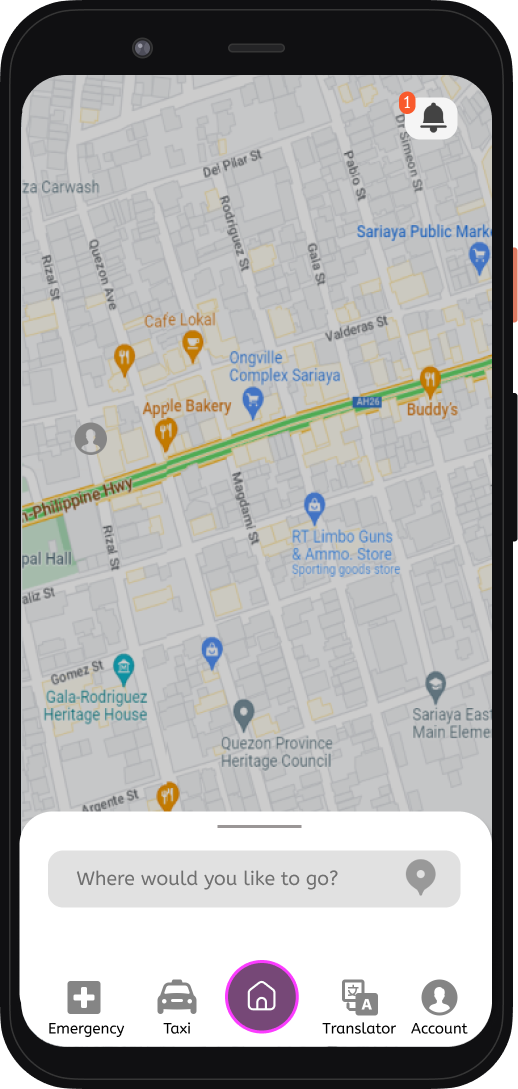 1
Dr Simeon St
Del Pilar St
Pablo St
za Carwash
Rodriguez St
Sariaya Public Mark
Quezon Ave
Gala St
Rizal St
Cafe Lokal
Valderas St
Ongville
Complex Sariaya
AH26
Apple Bakery
Buddy's
n-Philippine Hwy
Magdami St
RT Limbo Guns
& Ammo. Store
Sporting goods store
Rizal St
pal Hall
aliz St
Gomez St
Gala-Rodriguez
Heritage House
Sariaya East
Main Eleme
Quezon Province
Heritage Council
Argente St
Where would you like to go?
A
Emergency
Taxi
Translator
Account